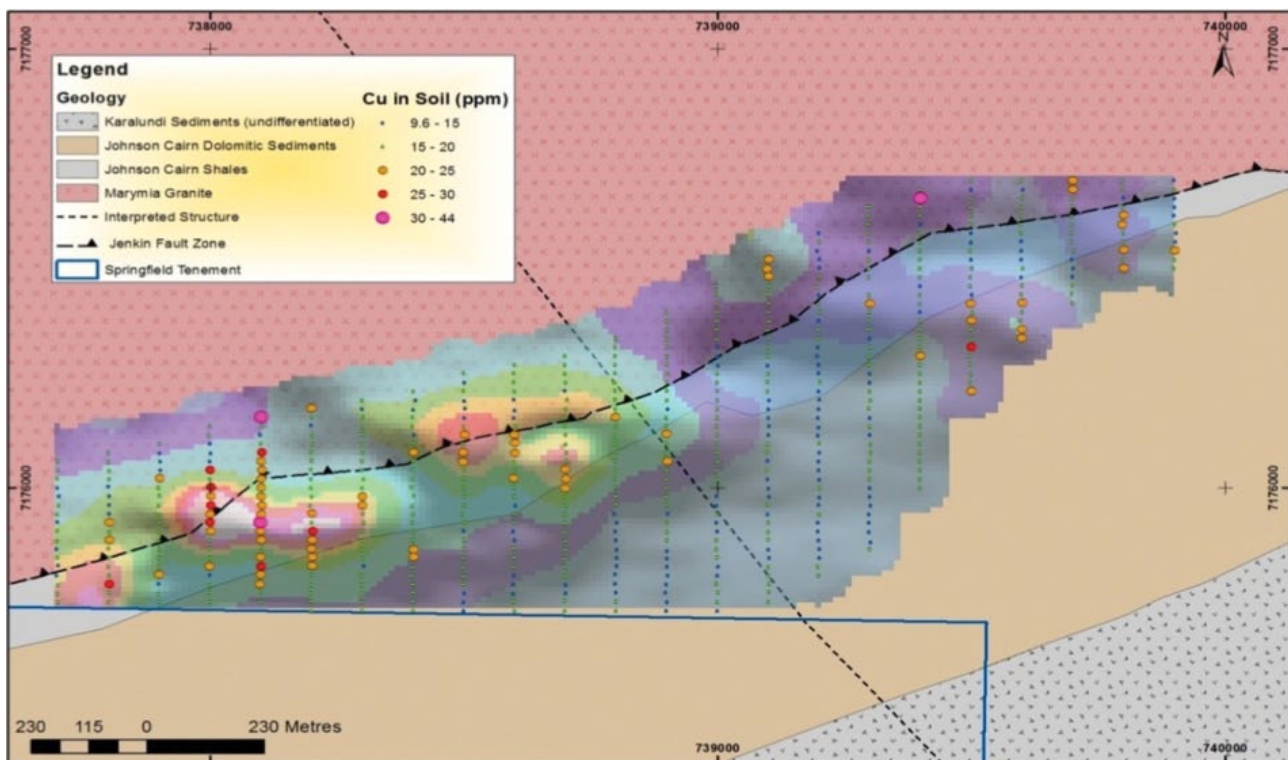 738000
739000
740000
7177000
7177000
N
Legend
Geology
Karalundi Sediments (undifferentiated)
Johnson Cairn Dolomitic Sediments
Johnson Cairn Shales
Marymia Granite
Interpreted Structure
Jenkin Fault Zone
Springfield Tenement
Cu in Soil (ppm)
9.6 - 15
15 - 20
20 - 25
25 - 30
30 - 44
7176000
7176000
230 115 0 230 Metres
739000
740000